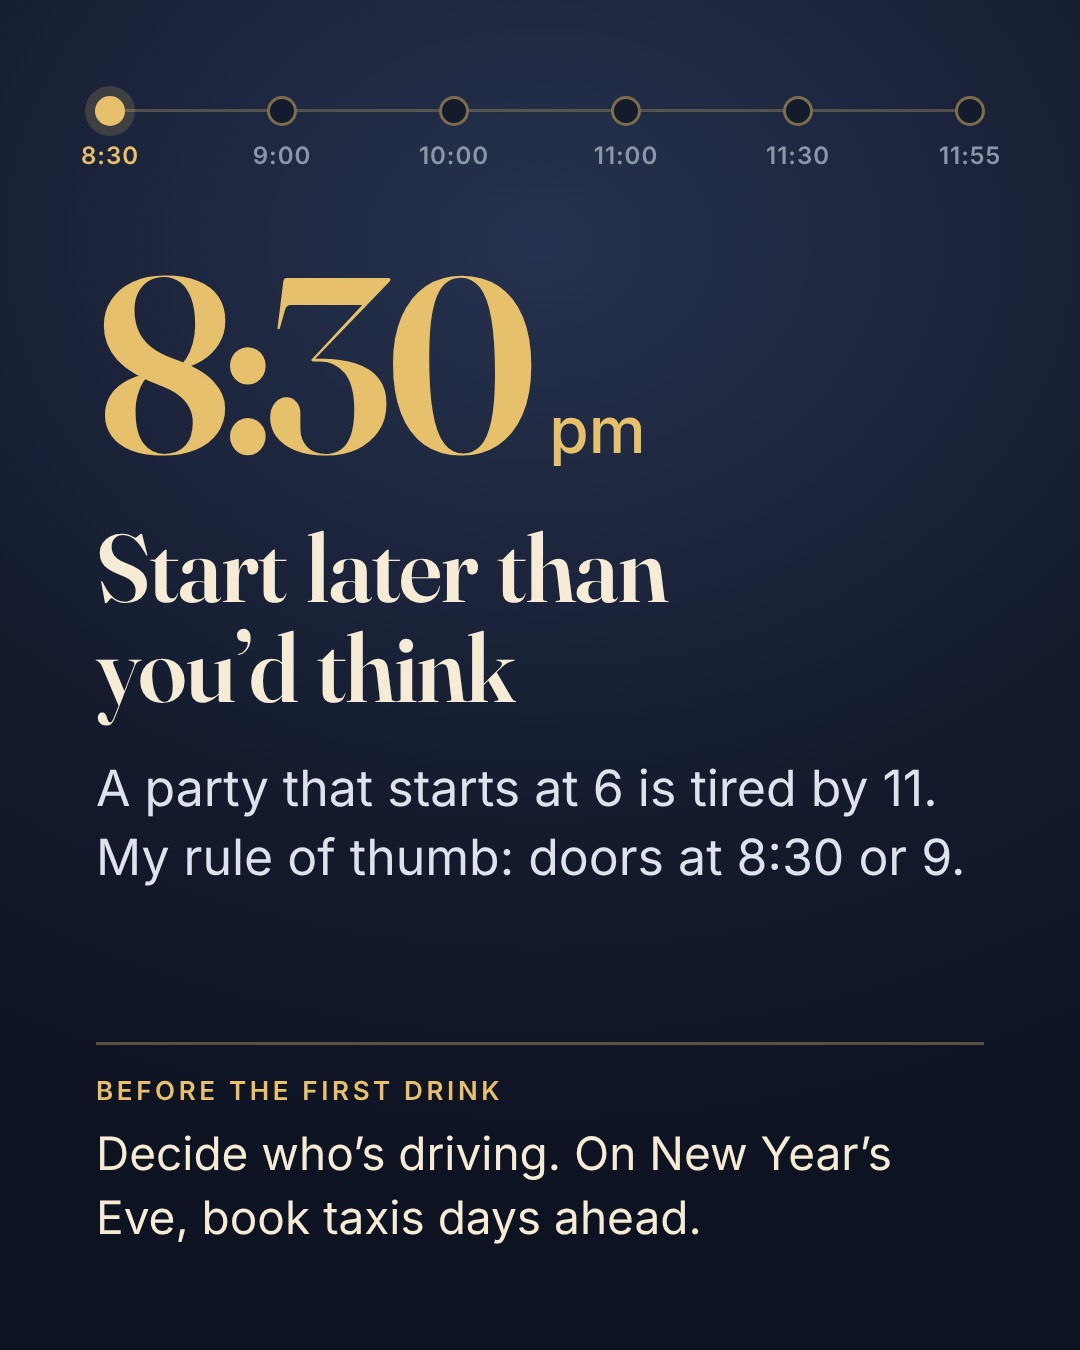 8:30 9:00 10:00 11:00 11:30 11:55
8:30 pm
Start later than
you’d think
A party that starts at 6 is tired by 11.
My rule of thumb: doors at 8:30 or 9.
BEFORE THE FIRST DRINK
Decide who’s driving. On New Year’s
Eve, book taxis days ahead.